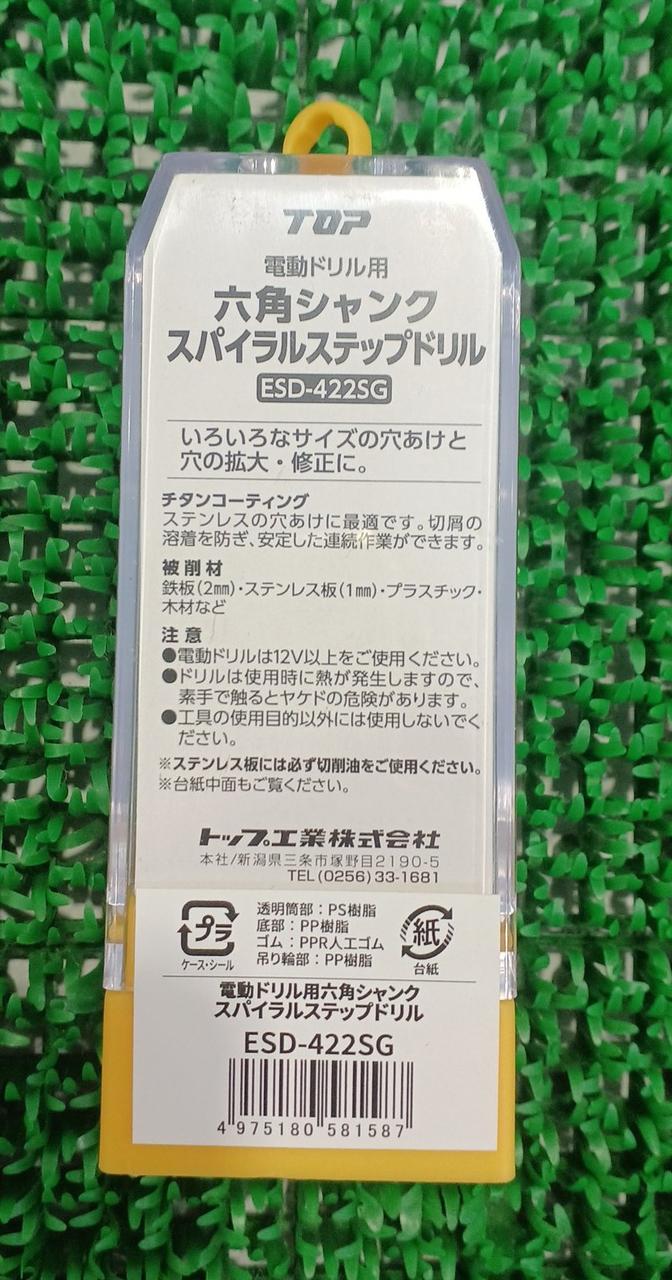 TOP
電動ドリル用
六角シャンク
スパイラルステップドリル
ESD-422SG
いろいろなサイズの穴あけと
穴の拡大・修正に。
チタンコーティング
ステンレスの穴あけに最適です。切屑の
溶着を防ぎ、安定した連続作業ができます。
被削材
鉄板(2㎜)・ステンレス板(1㎜)・プラスチック・
木材など
注意
●電動ドリルは12V以上をご使用ください。
●ドリルは使用時に熱が発生しますので、
素手で触るとヤケドの危険があります。
●工具の使用目的以外には使用しないでく
ださい。
※ステンレス板には必ず切削油をご使用ください。
※台紙中面もご覧ください。
トップ工業株式会社
本社/新潟県三条市塚野目2190-5
TEL(0256)33-1681
プラ
ケース・シール
透明筒部:PS樹脂
底部:PP樹脂
ゴム:PPR人工ゴム
吊り輪部:PP樹脂
紙
台紙
電動ドリル用六角シャンク
スパイラルステップドリル
ESD-422SG
4 975180 581587